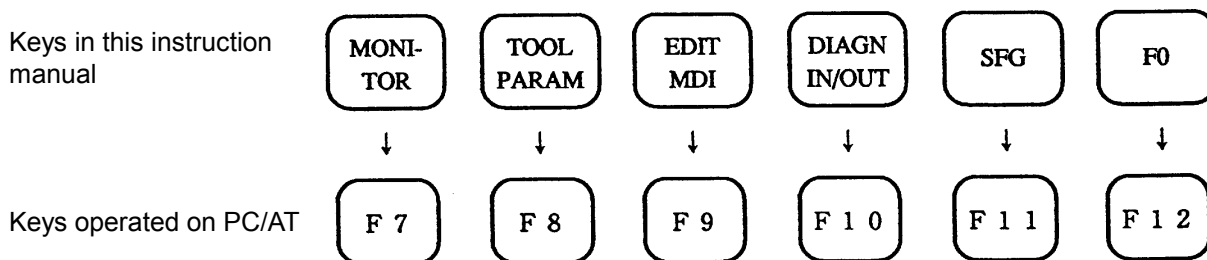 Keys in this instruction
manual
MONI-
TOR
TOOL
PARAM
EDIT
MDI
DIAGN
IN/OUT
SFG
F0
↓ ↓ ↓ ↓ ↓ ↓
Keys operated on PC/AT
F 7
F 8
F 9
F 1 0
F 1 1
F 1 2